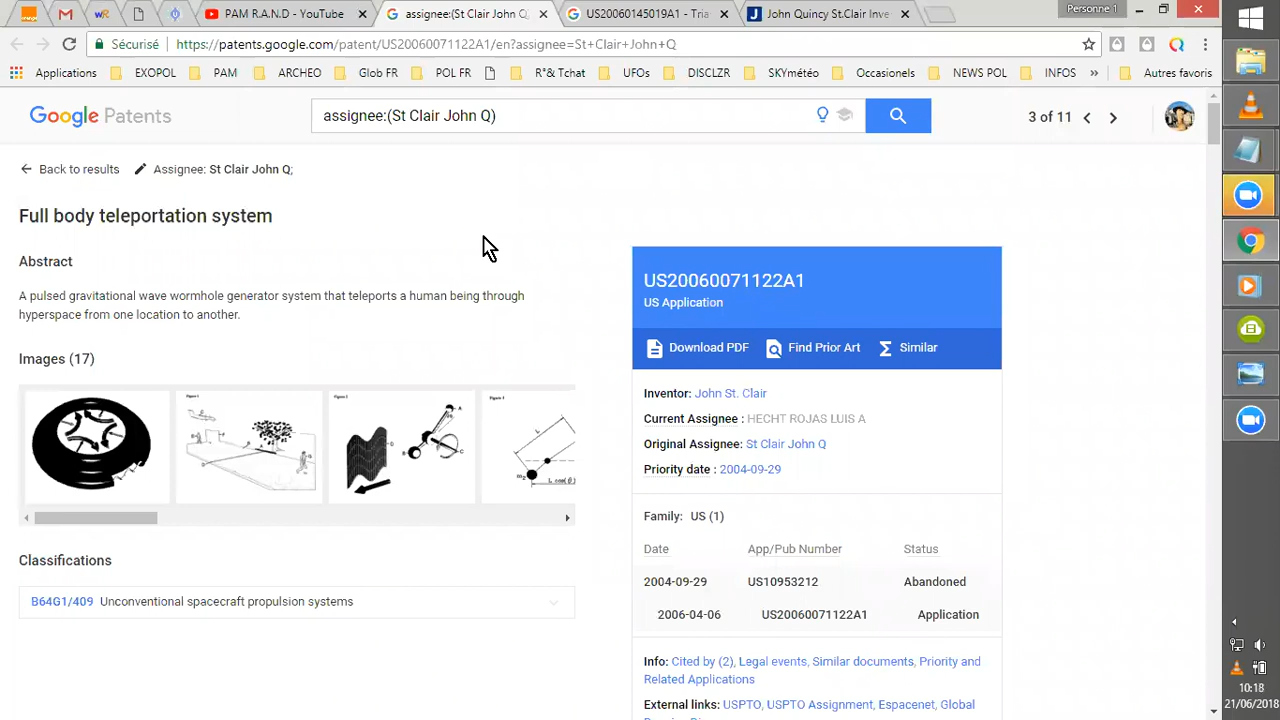 PAM R.A.N.D - YouTube
assignee:(St Clair John Q
US20060145019A1 - Tria
John Quincy St.Clair Inve
Personne 1
Sécurisé
https://patents.google.com/patent/US20060071122A1/en?assignee=St+Clair+John+Q
Applications EXOPOL PAM ARCHEO Glob FR POL FR R*S*Tchat UFOs DISCLZR SKYmétéo Occasionels NEWSTOL INFOS » Autres favoris
Google Patents
assignee:(St Clair John Q)
3 of 11
Back to results
Assignee: St Clair John Q;
Full body teleportation system
Abstract
A pulsed gravitational wave wormhole generator system that teleports a human being through
hyperspace from one location to another.
Images (17)
Classifications
B64G1/409 Unconventional spacecraft propulsion systems
US20060071122A1
US Application
Download PDF Find Prior Art Similar
Inventor: John St. Clair
Current Assignee : HECHT ROJAS LUIS A
Original Assignee: St Clair John Q
Priority date : 2004-09-29
Family: US (1)
Date App/Pub Number Status
2004-09-29 US10953212 Abandoned
2006-04-06 US20060071122A1 Application
Info: Cited by (2), Legal events, Similar documents, Priority and
Related Applications
External links: USPTO, USPTO Assignment, Espacenet, Global
10:18
21/06/2018